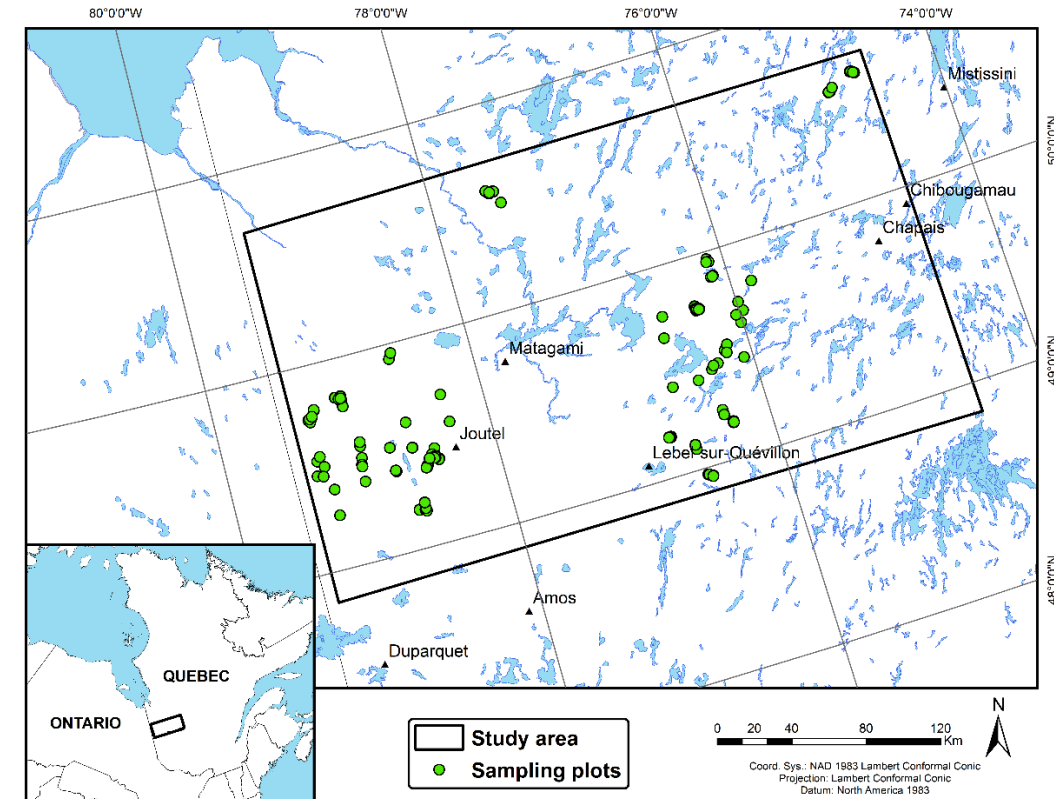 80°0'0"W 78°0'0"W 76°0'0"W 74°0'0"W
Mistissini
50°0'0"N
Chibougamau
Chapais
Matagami
49°0'0"N
Joutel
Lebel-sur-Quévillon
48°0'0"N
Amos
Duparquet
QUEBEC
ONTARIO
Study area
Sampling plots
N
0 20 40 80 120
Km
Coord. Sys.: NAD 1983 Lambert Conformal Conic
Projection: Lambert Conformal Conic
Datum: North America 1983